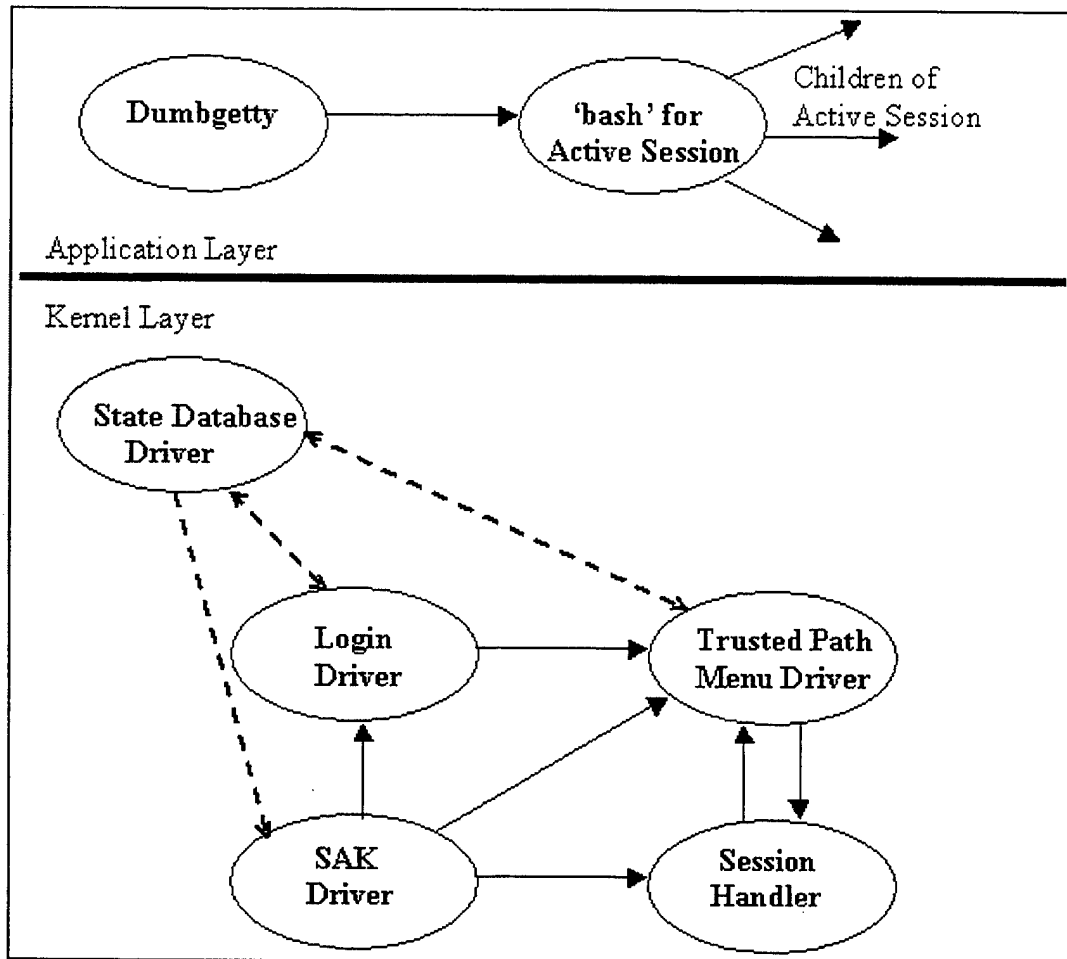 Dumbgetty
'bash' for
Active Session
Children of
Active Session
Application Layer
Kernel Layer
State Database
Driver
Login
Driver
Trusted Path
Menu Driver
SAK
Driver
Session
Handler